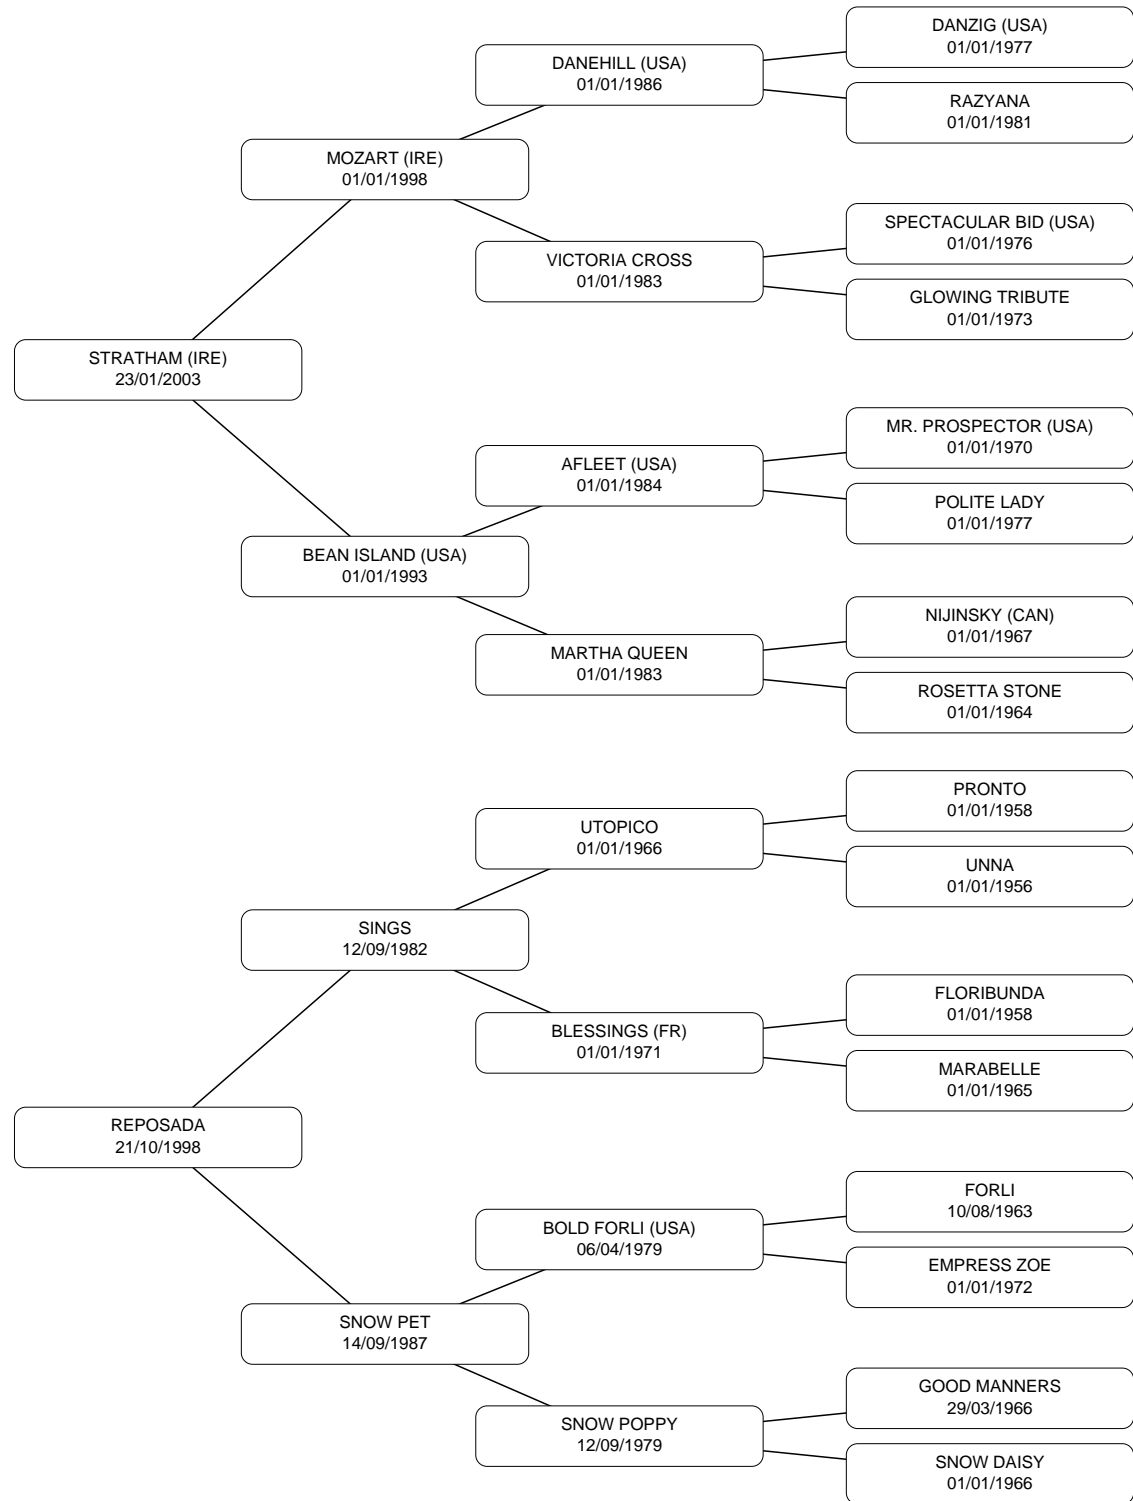 DANZIG (USA)
01/01/1977
DANEHILL (USA)
01/01/1986
RAZYANA
01/01/1981
MOZART (IRE)
01/01/1998
SPECTACULAR BID (USA)
01/01/1976
VICTORIA CROSS
01/01/1983
GLOWING TRIBUTE
01/01/1973
STRATHAM (IRE)
23/01/2003
MR. PROSPECTOR (USA)
01/01/1970
AFLEET (USA)
01/01/1984
POLITE LADY
01/01/1977
BEAN ISLAND (USA)
01/01/1993
NIJINSKY (CAN)
01/01/1967
MARTHA QUEEN
01/01/1983
ROSETTA STONE
01/01/1964
PRONTO
01/01/1958
UTOPICO
01/01/1966
UNNA
01/01/1956
SINGS
12/09/1982
FLORIBUNDA
01/01/1958
BLESSINGS (FR)
01/01/1971
MARABELLE
01/01/1965
REPOSADA
21/10/1998
FORLI
10/08/1963
BOLD FORLI (USA)
06/04/1979
EMPRESS ZOE
01/01/1972
SNOW PET
14/09/1987
GOOD MANNERS
29/03/1966
SNOW POPPY
12/09/1979
SNOW DAISY
01/01/1966